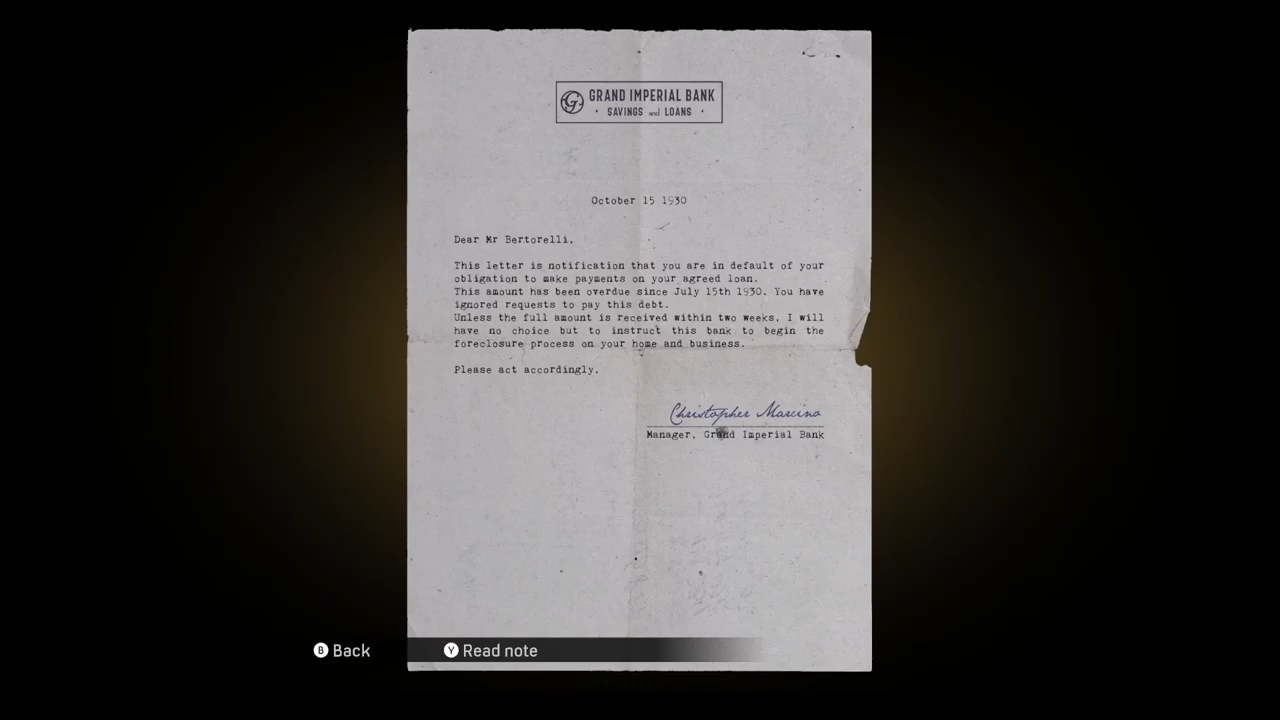 GRAND IMPERIAL BANK
· SAVINGS and LOANS ·
October 15 1930
Dear Mr Bertorelli,
This letter is notification that you are in default of your
obligation to make payments on your agreed loan.
This amount has been overdue since July 15th 1930. You have
ignored requests to pay this debt.
Unless the full amount is received within two weeks, I will
have no choice but to instruct this bank to begin the
foreclosure process on your home and business.
Please act accordingly,
Christopher Marcino
Manager, Grand Imperial Bank
B Back
Y Read note